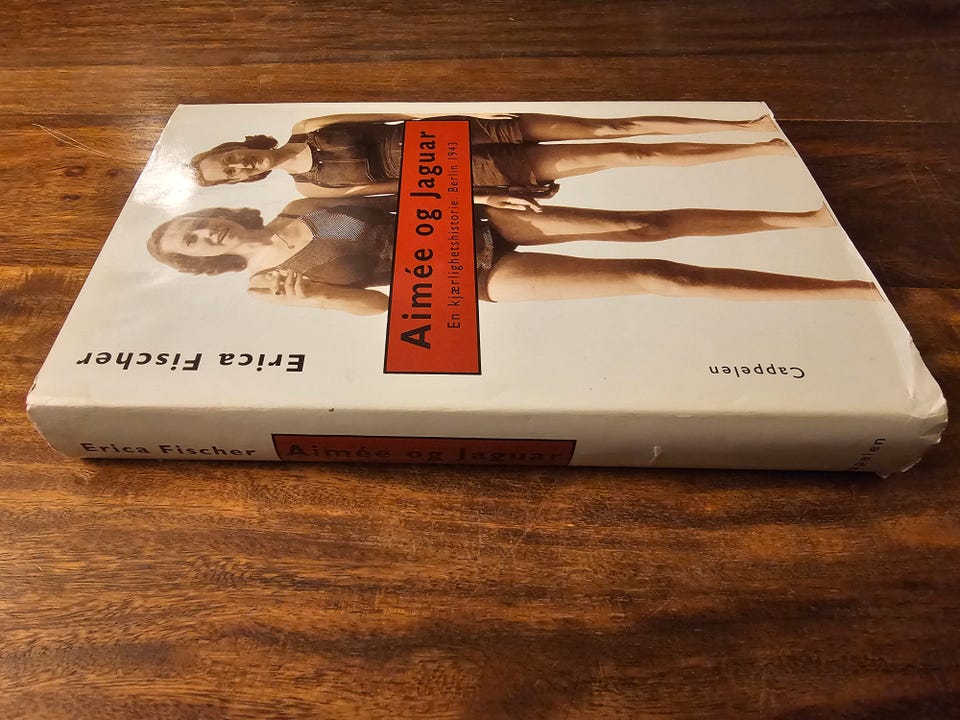 Erica Fischer
Aimée og Jaguar
En kjærlighetshistorie. Berlin 1943
Cappelen
Erica Fischer
Aimée og Jaguar